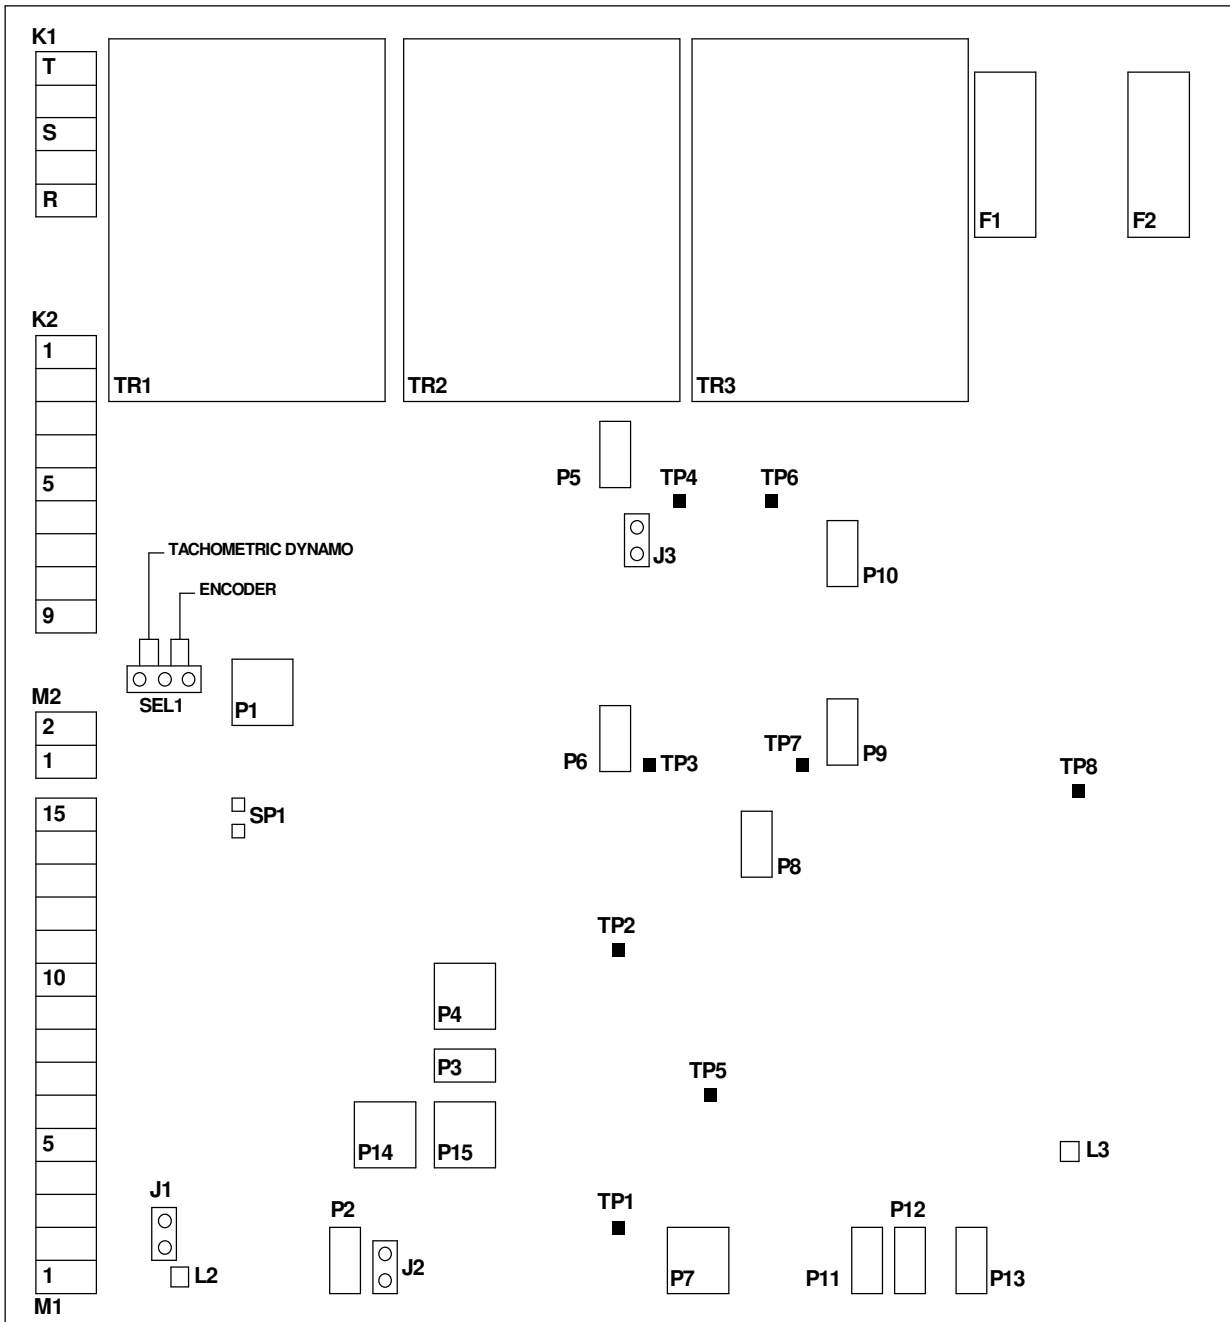 K1
T
S
R
TR1
TR2
TR3
F1
F2
K2
1
5
9
P5
TP4
TP6
J3
P10
TACHOMETRIC DYNAMO
ENCODER
SEL1
P1
M2
2
1
P6
TP3
TP7
P9
TP8
15
SP1
P8
TP2
10
P4
P3
TP5
5
P14
P15
L3
J1
P2
TP1
P12
1
L2
J2
P7
P11
P13
M1